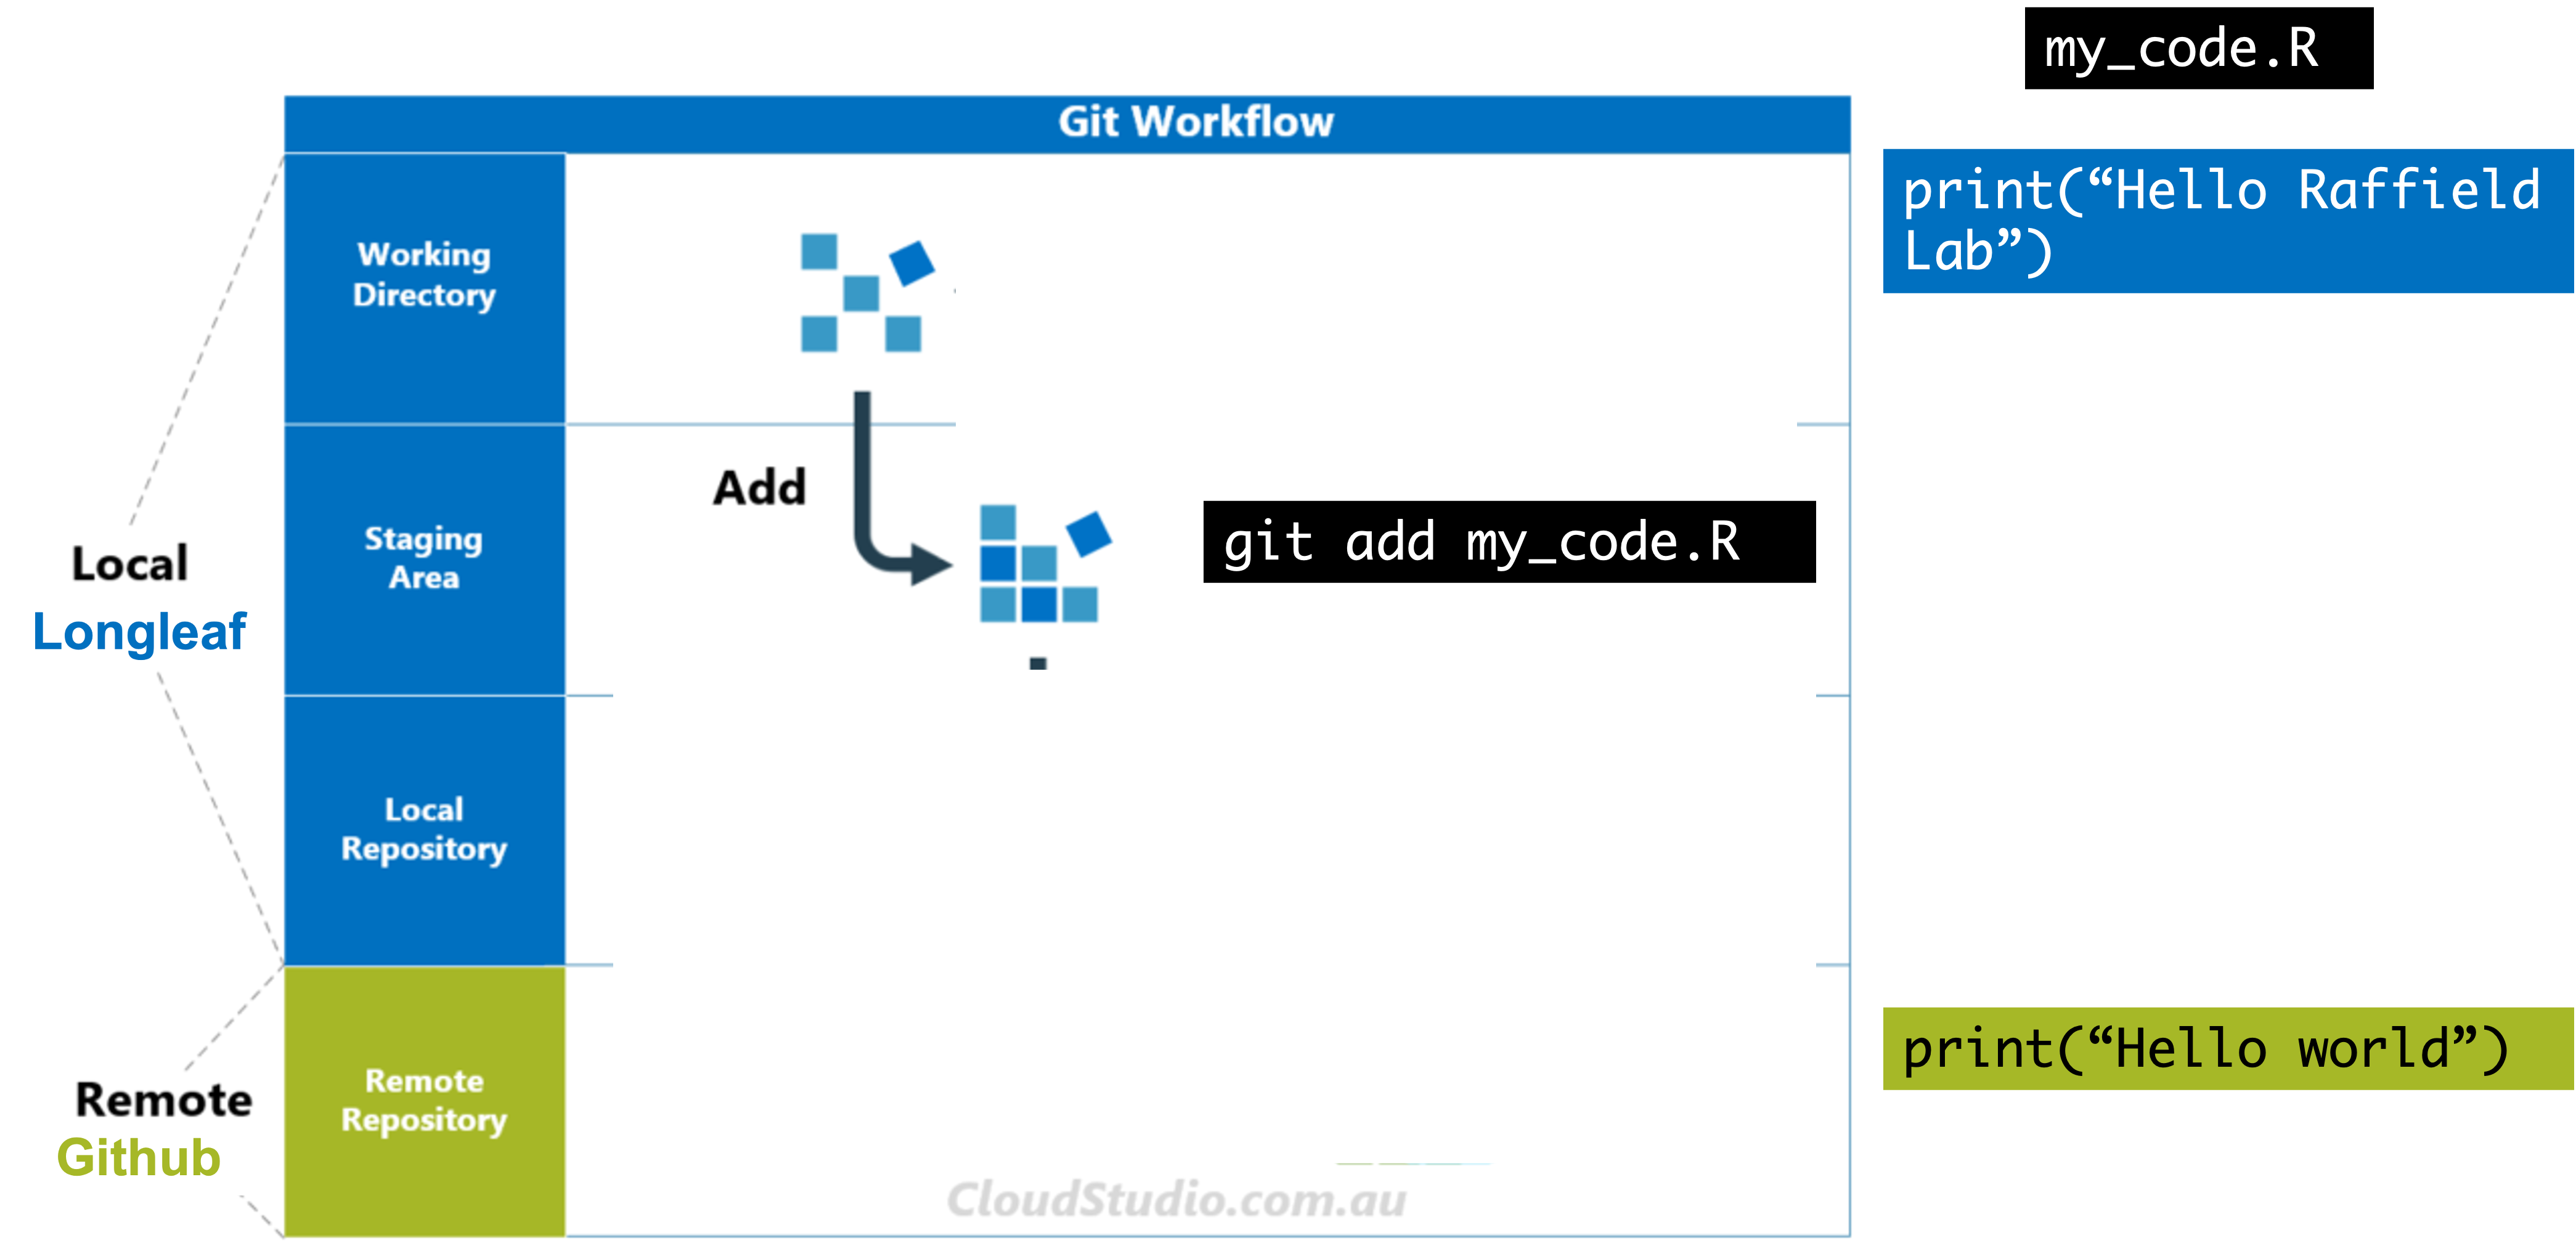 my_code.R
Git Workflow
print(“Hello Raffield
Lab”)
Working
Directory
Add
Staging
Area
git add my_code.R
Local
Longleaf
Local
Repository
print(“Hello world”)
Remote
Repository
Remote
Github
CloudStudio.com.au